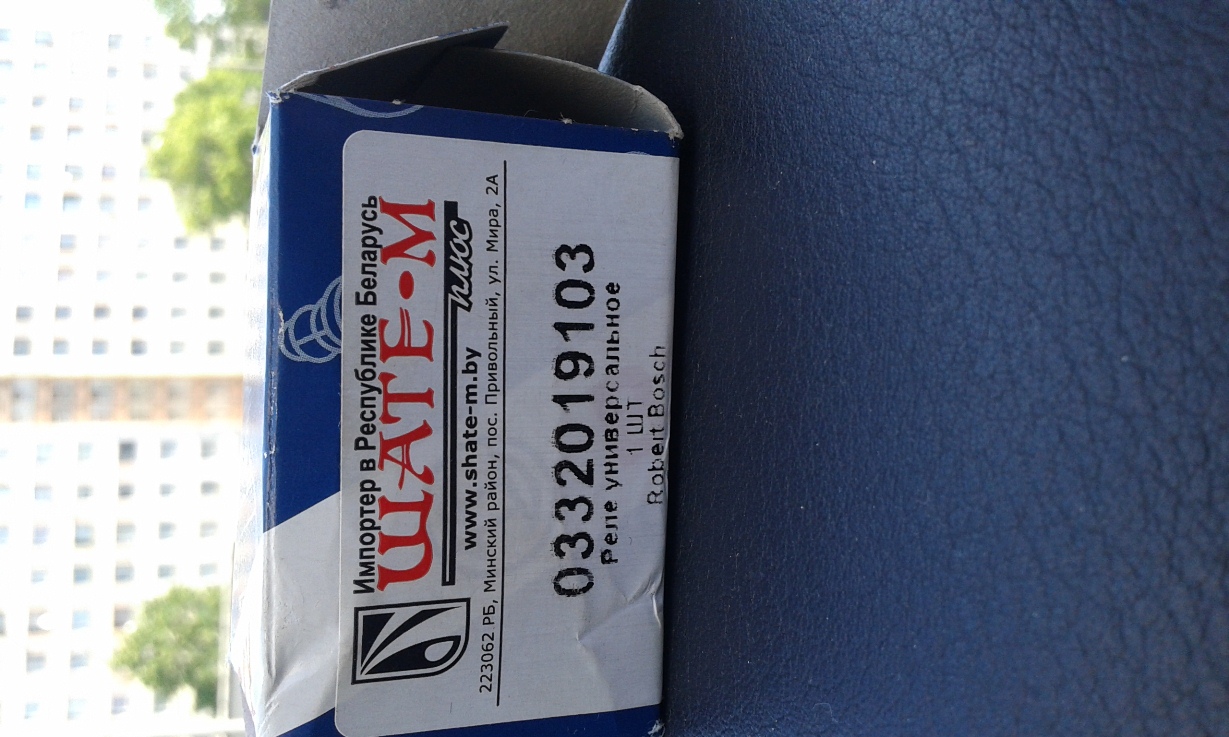 Импортер в Республике Беларусь
ШАТЕ-М
плюс
www.shate-m.by
223062 РБ, Минский район, пос. Привольный, ул. Мира, 2А
0332019103
Реле универсальное
1 ШТ
Robert Bosch